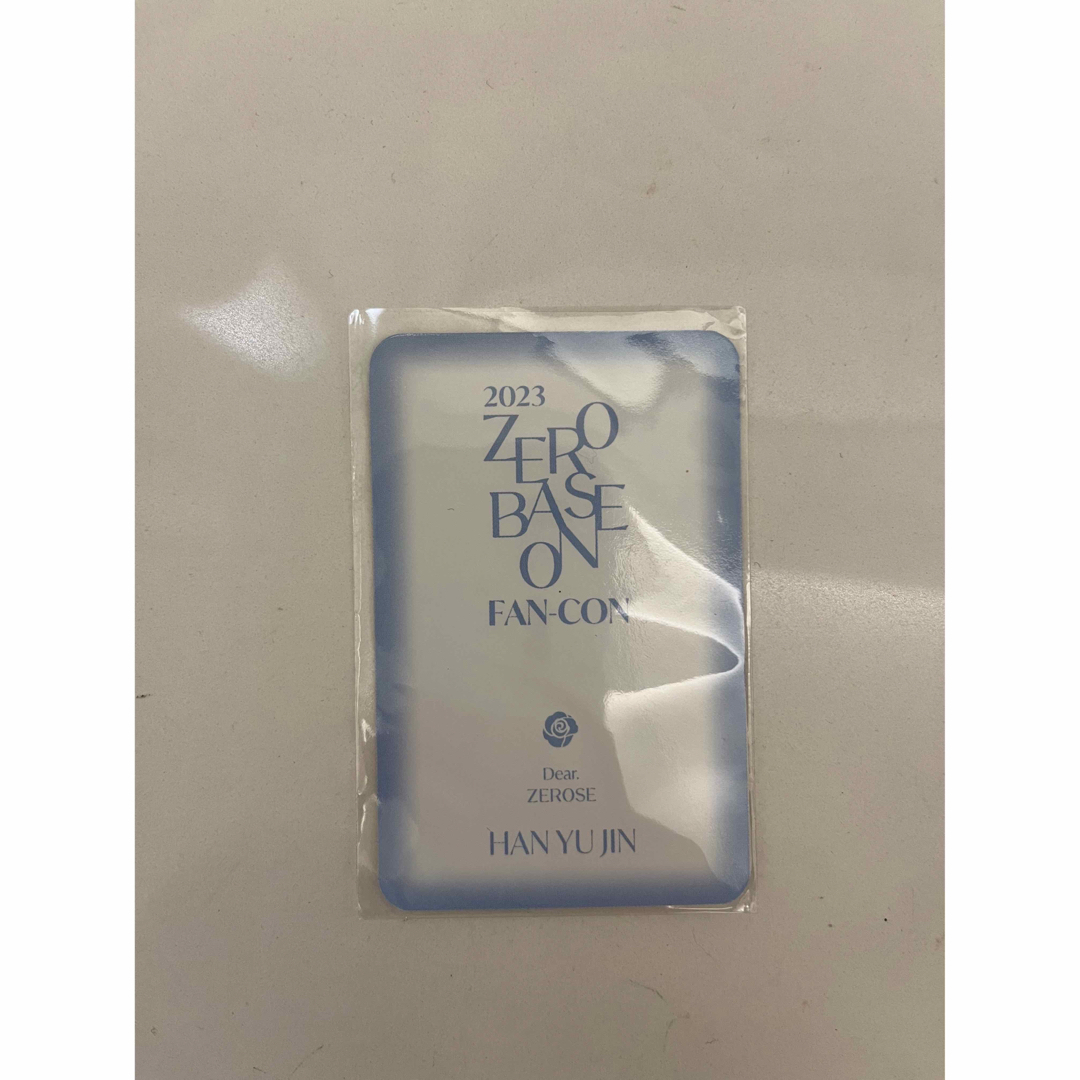 2023
ZERO
BASE
ON
FAN-CON
Dear.
ZEROSE
HAN YU JIN